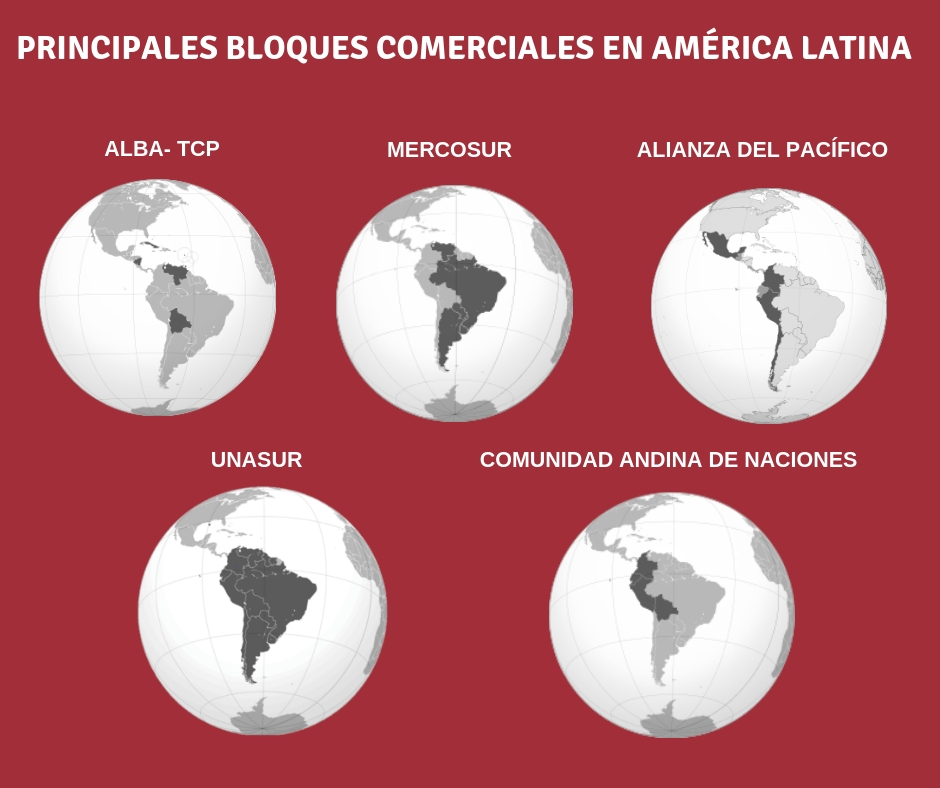 PRINCIPALES BLOQUES COMERCIALES EN AMÉRICA LATINA
ALBA- TCP
MERCOSUR
ALIANZA DEL PACÍFICO
UNASUR
COMUNIDAD ANDINA DE NACIONES